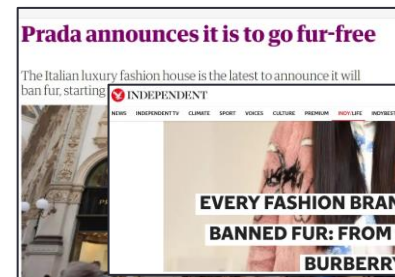 Prada announces it is to go fur-free
The Italian luxury fashion house is the latest to announce it will
ban fur, starting
INDEPENDENT
NEWS INDEPENDENT TV CLIMATE SPORT VOICES CULTURE PREMIUM INDY/LIFE INDYBEST
EVERY FASHION BRAN
BANNED FUR: FROM
BURBERRY